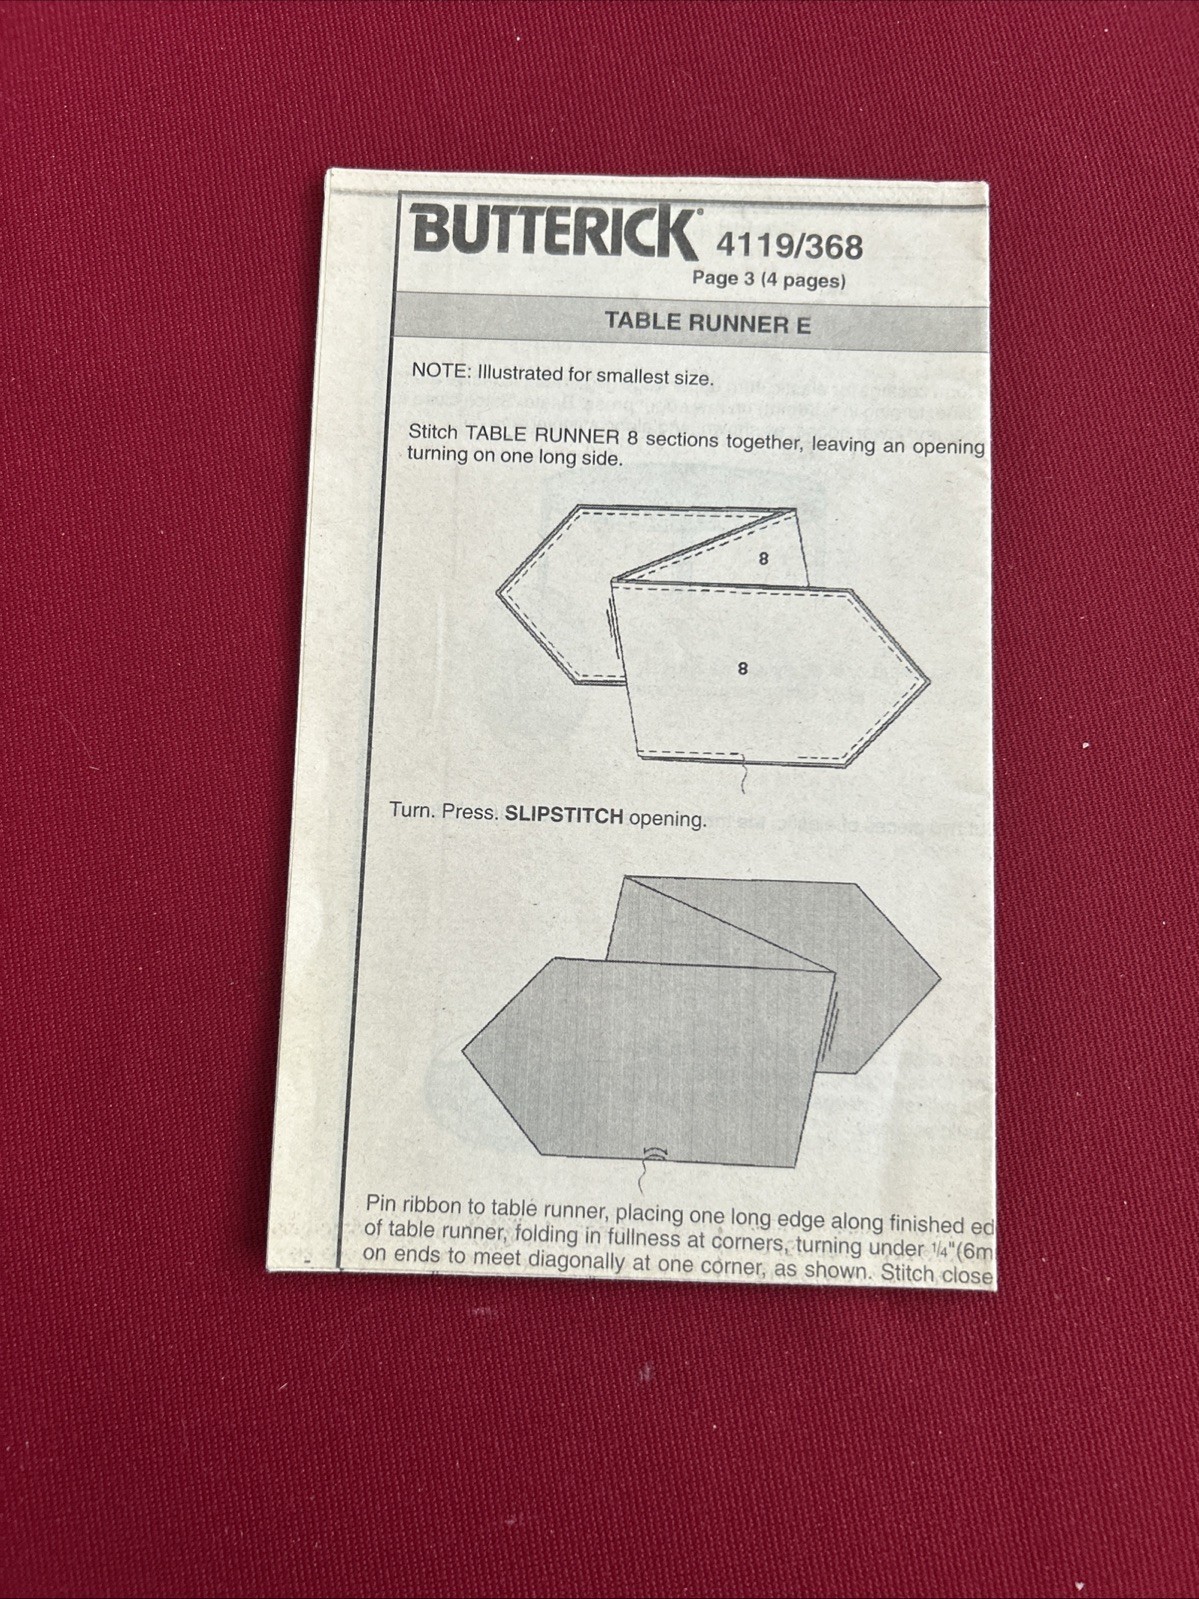 BUTTERICK® 4119/368
Page 3 (4 pages)
TABLE RUNNER E
NOTE: Illustrated for smallest size.
Stitch TABLE RUNNER 8 sections together, leaving an opening
turning on one long side.
8
8
Turn. Press. SLIPSTITCH opening.
Pin ribbon to table runner, placing one long edge along finished ed
of table runner, folding in fullness at corners, turning under 1/4"(6m
on ends to meet diagonally at one corner, as shown. Stitch close